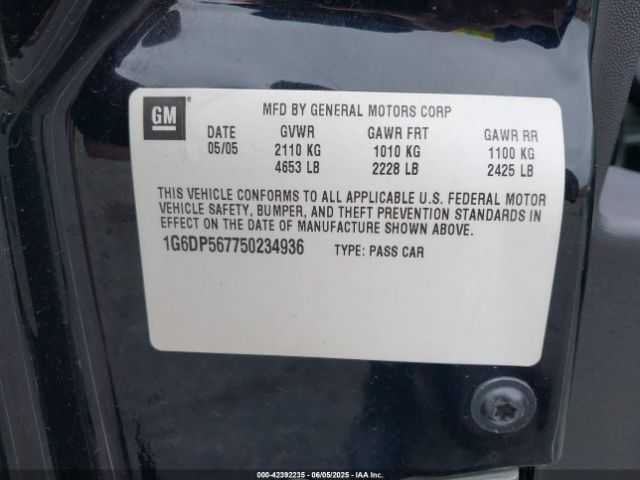 GM ®
MFD BY GENERAL MOTORS CORP
DATE GVWR GAWR FRT GAWR RR
05/05 2110 KG 1010 KG 1100 KG
4653 LB 2228 LB 2425 LB
THIS VEHICLE CONFORMS TO ALL APPLICABLE U.S. FEDERAL MOTOR
VEHICLE SAFETY, BUMPER, AND THEFT PREVENTION STANDARDS IN
EFFECT ON THE DATE OF MANUFACTURE SHOWN ABOVE.
1G6DP567750234936 TYPE: PASS CAR
000-42392235 - 06/05/2025 - IAA Inc.